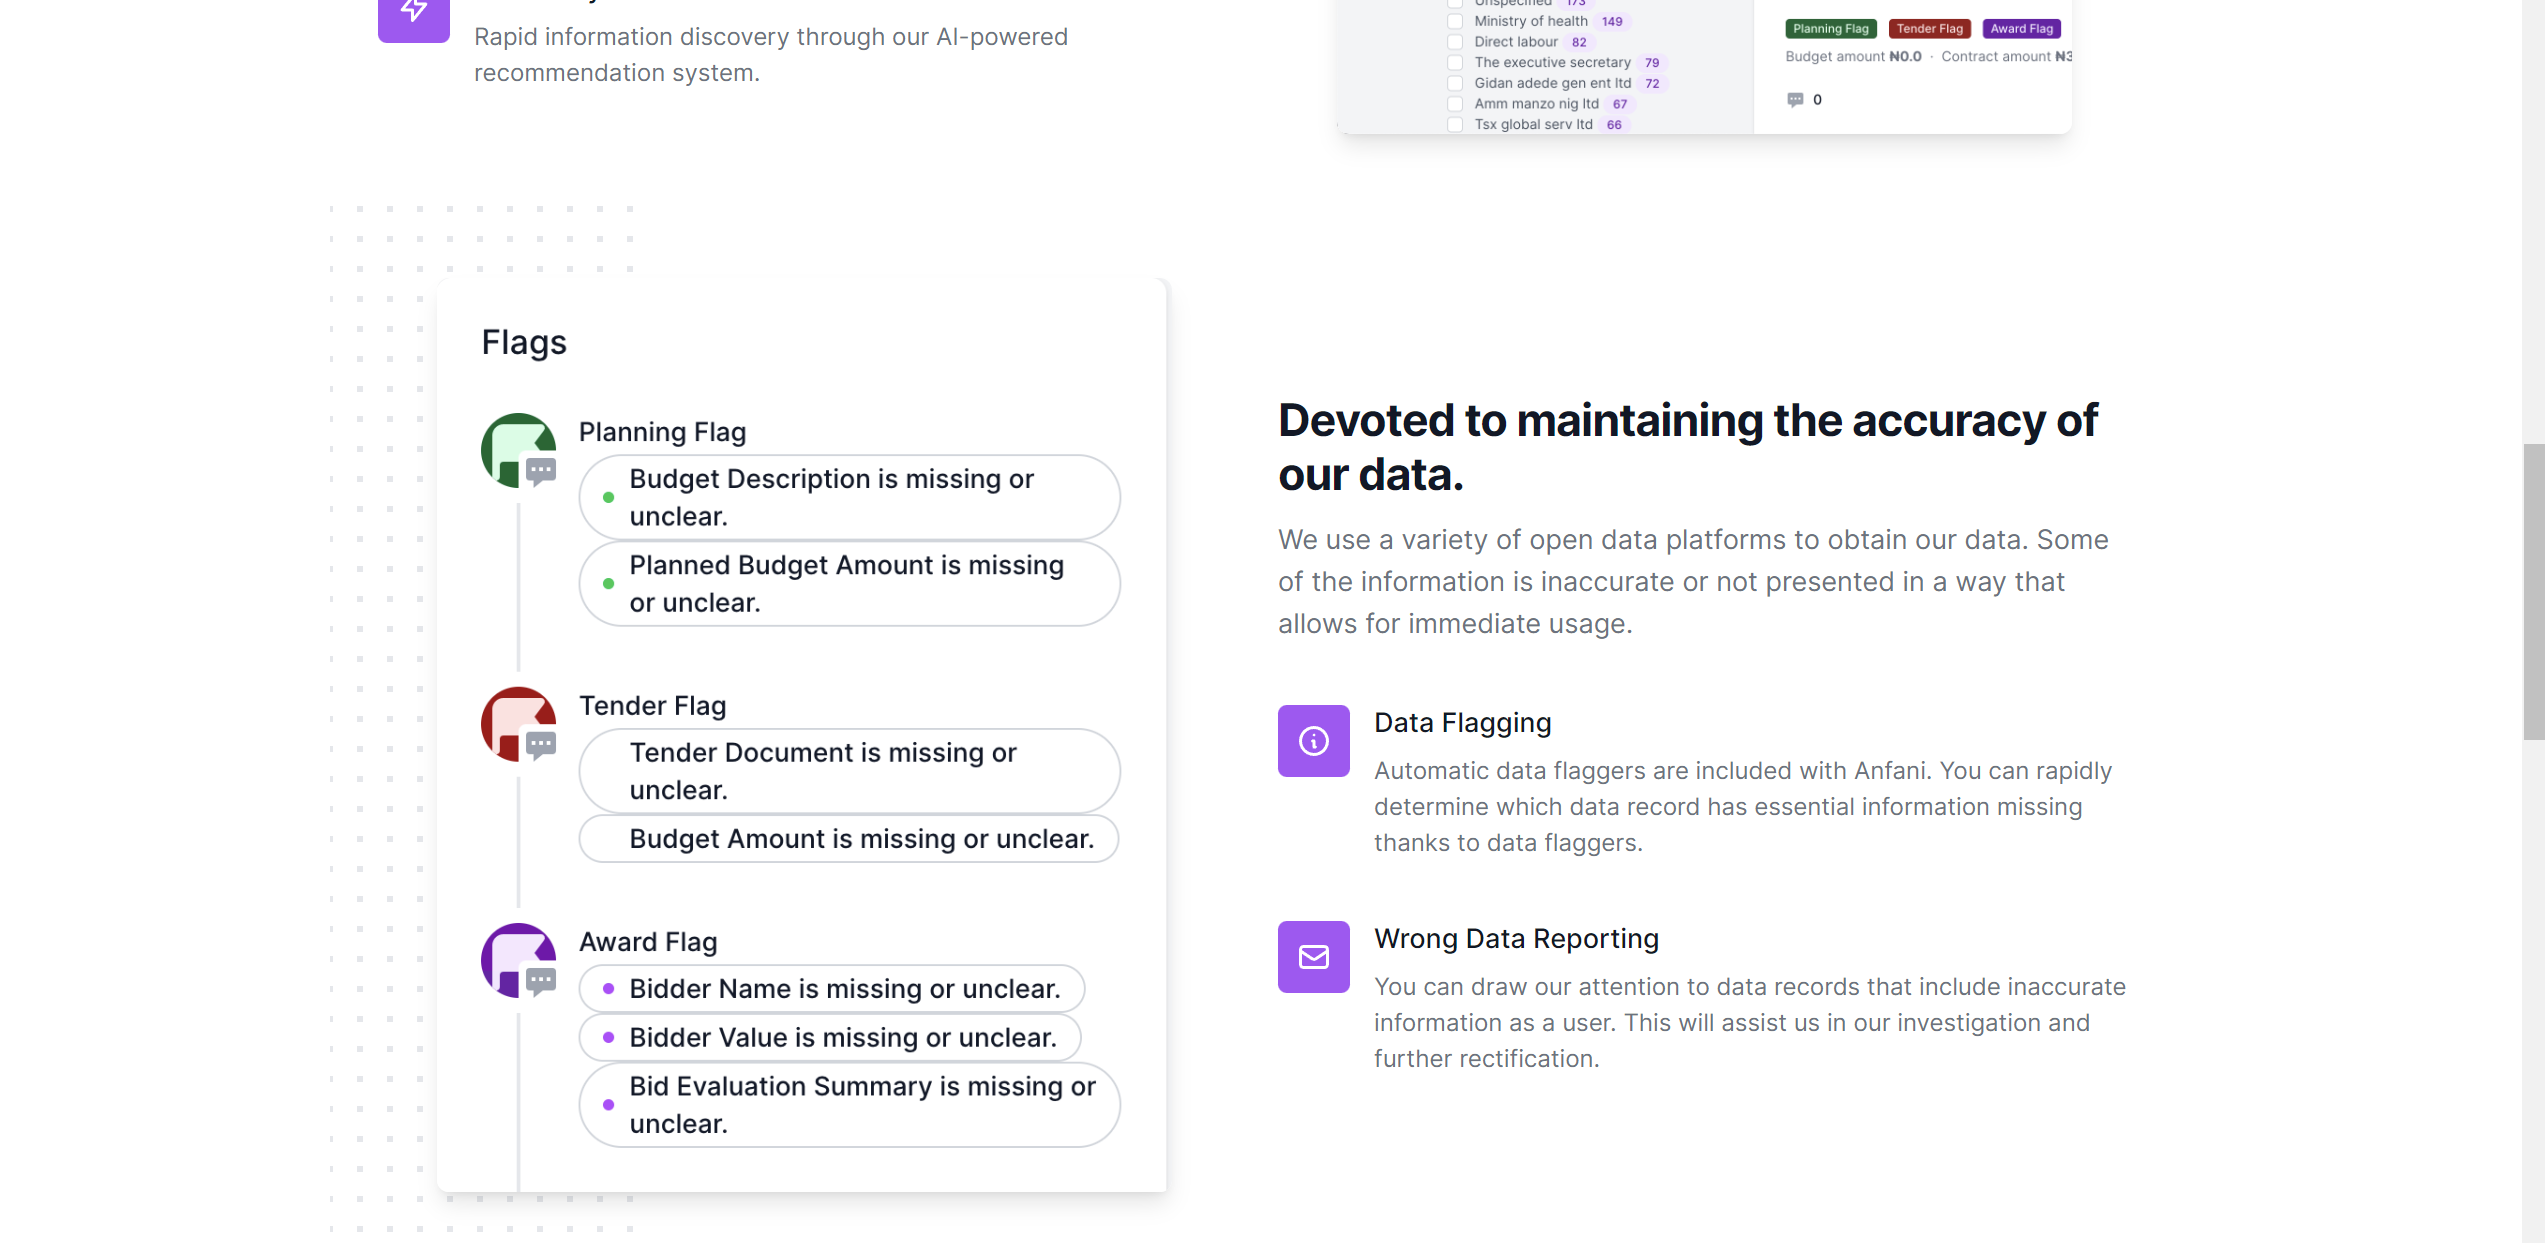 Rapid information discovery through our AI-powered
recommendation system.
Unspecified 173
Ministry of health 149
Direct labour 82
The executive secretary 79
Gidan adede gen ent ltd 72
Amm manzo nig ltd 67
Tsx global serv ltd 66
Planning Flag Tender Flag Award Flag
Budget amount ₦0.0 · Contract amount ₦3
0
Flags
Planning Flag
Budget Description is missing or
unclear.
Planned Budget Amount is missing
or unclear.
Tender Flag
Tender Document is missing or
unclear.
Budget Amount is missing or unclear.
Award Flag
Bidder Name is missing or unclear.
Bidder Value is missing or unclear.
Bid Evaluation Summary is missing or
unclear.
Devoted to maintaining the accuracy of
our data.
We use a variety of open data platforms to obtain our data. Some
of the information is inaccurate or not presented in a way that
allows for immediate usage.
Data Flagging
Automatic data flaggers are included with Anfani. You can rapidly
determine which data record has essential information missing
thanks to data flaggers.
Wrong Data Reporting
You can draw our attention to data records that include inaccurate
information as a user. This will assist us in our investigation and
further rectification.